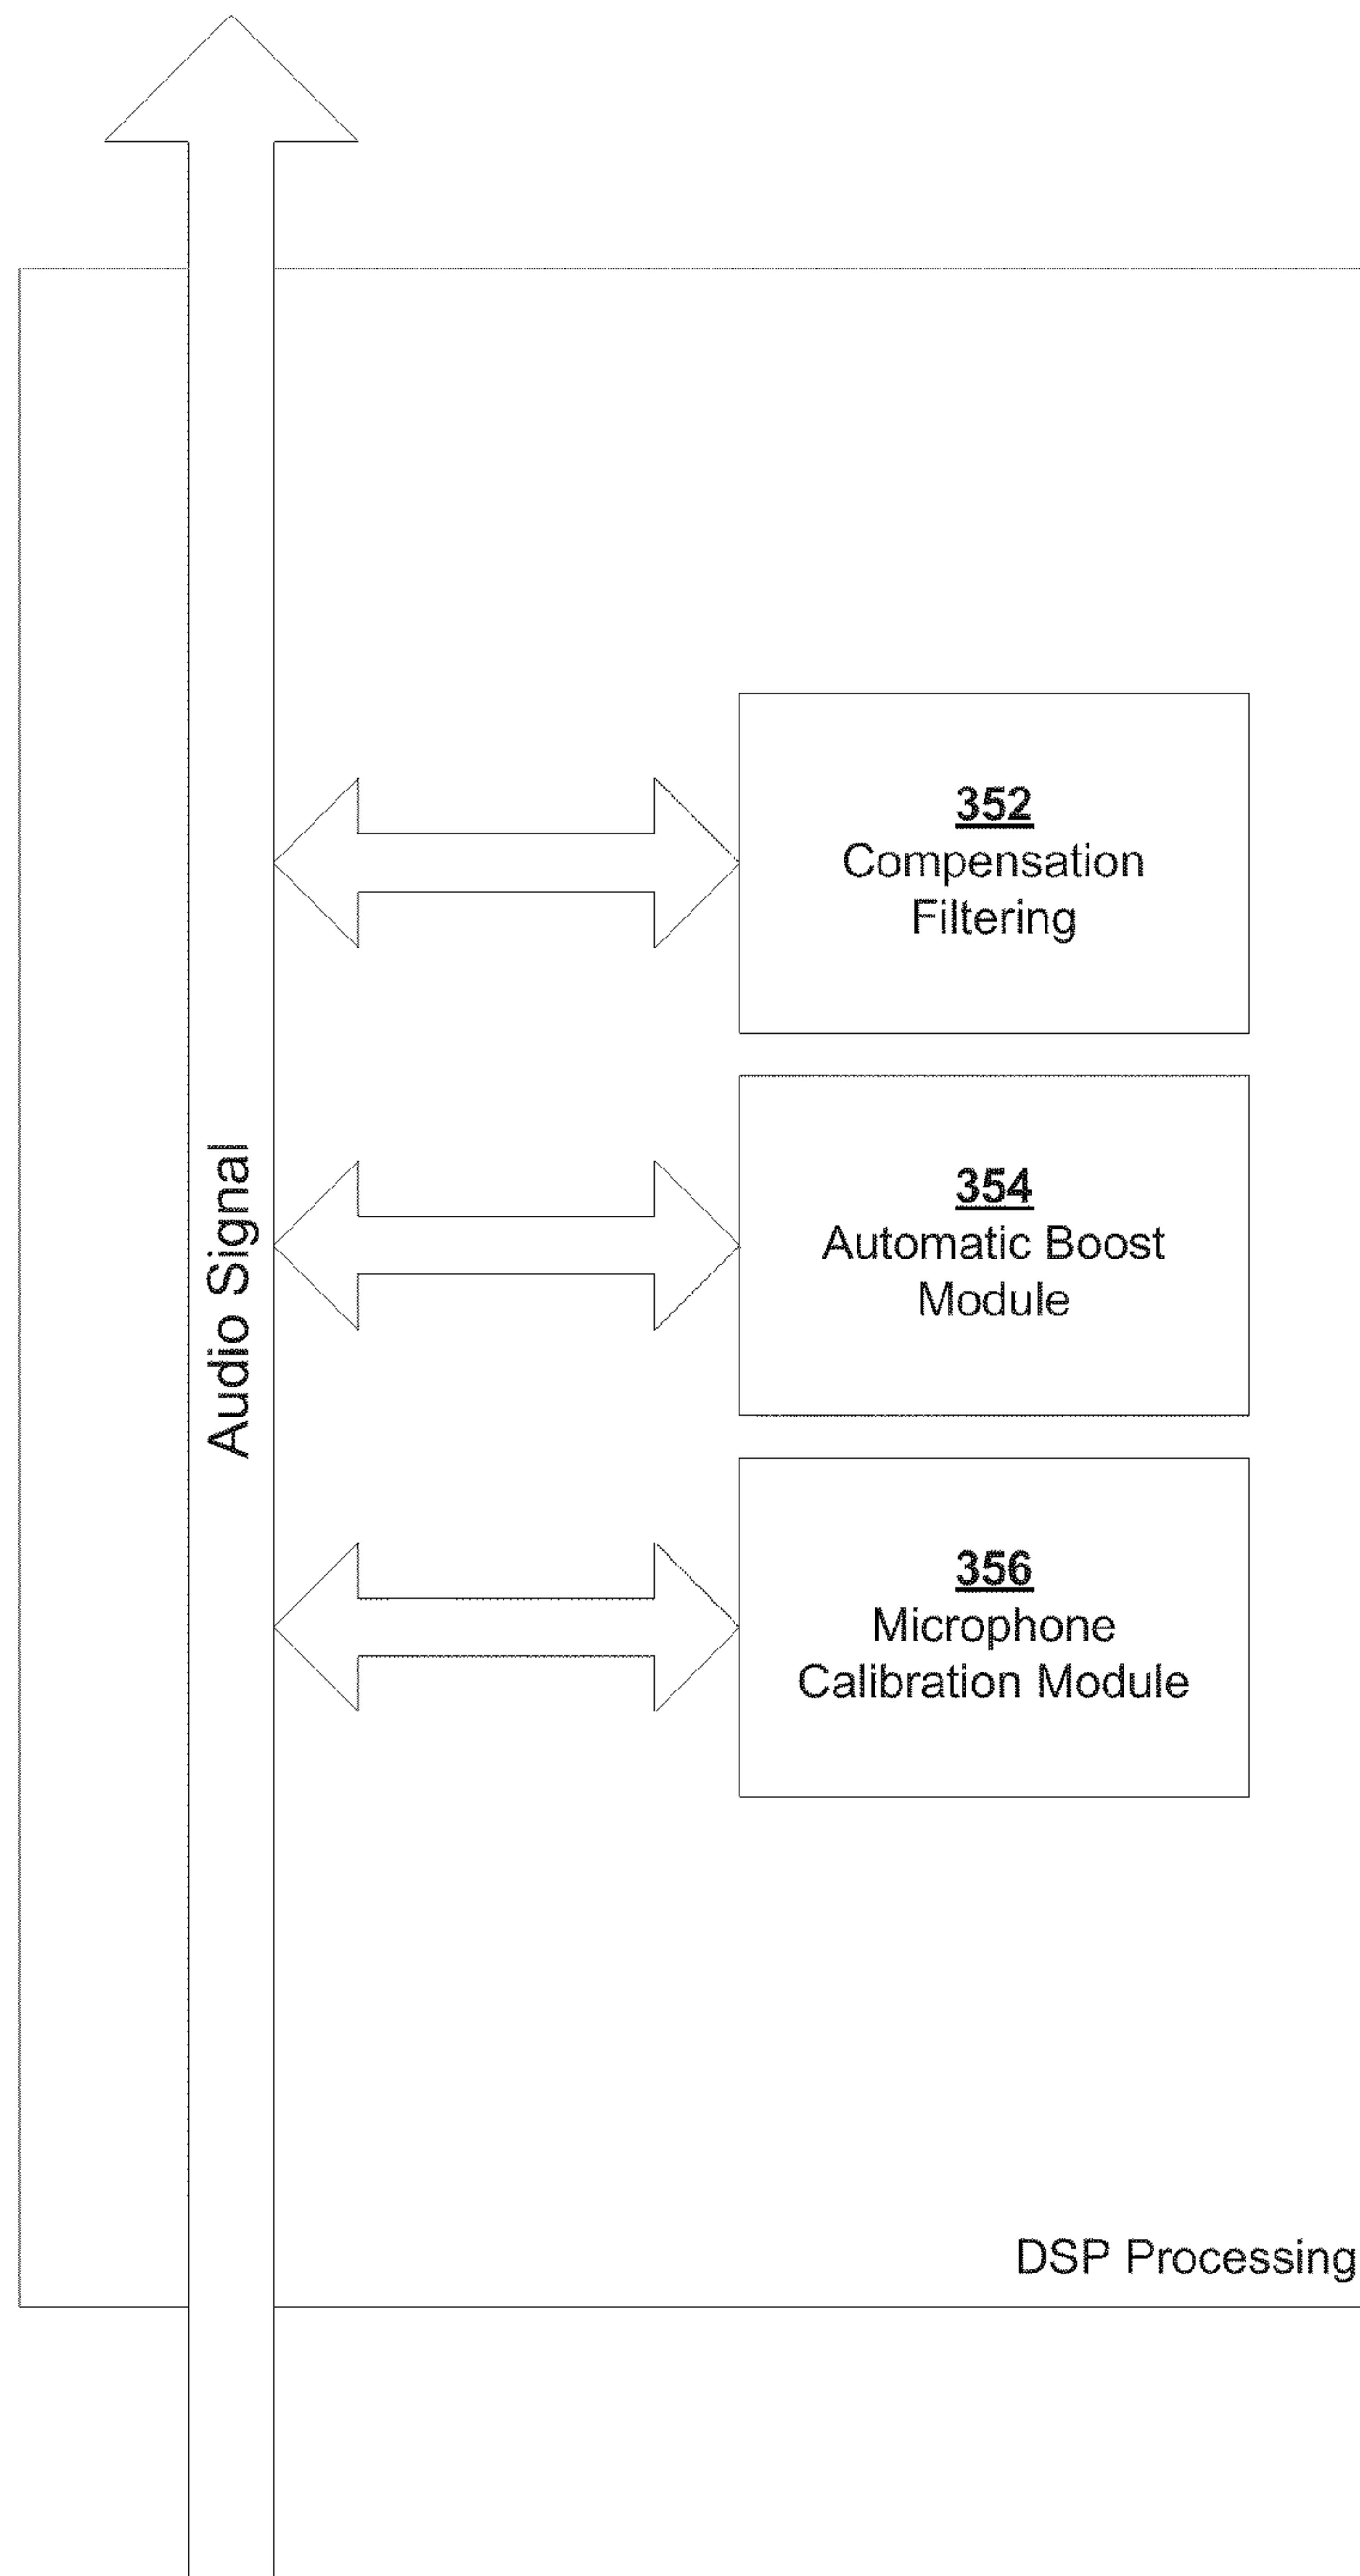 352
Compensation
Filtering
Audio Signal
354
Automatic Boost
Module
356
Microphone
Calibration Module
DSP Processing